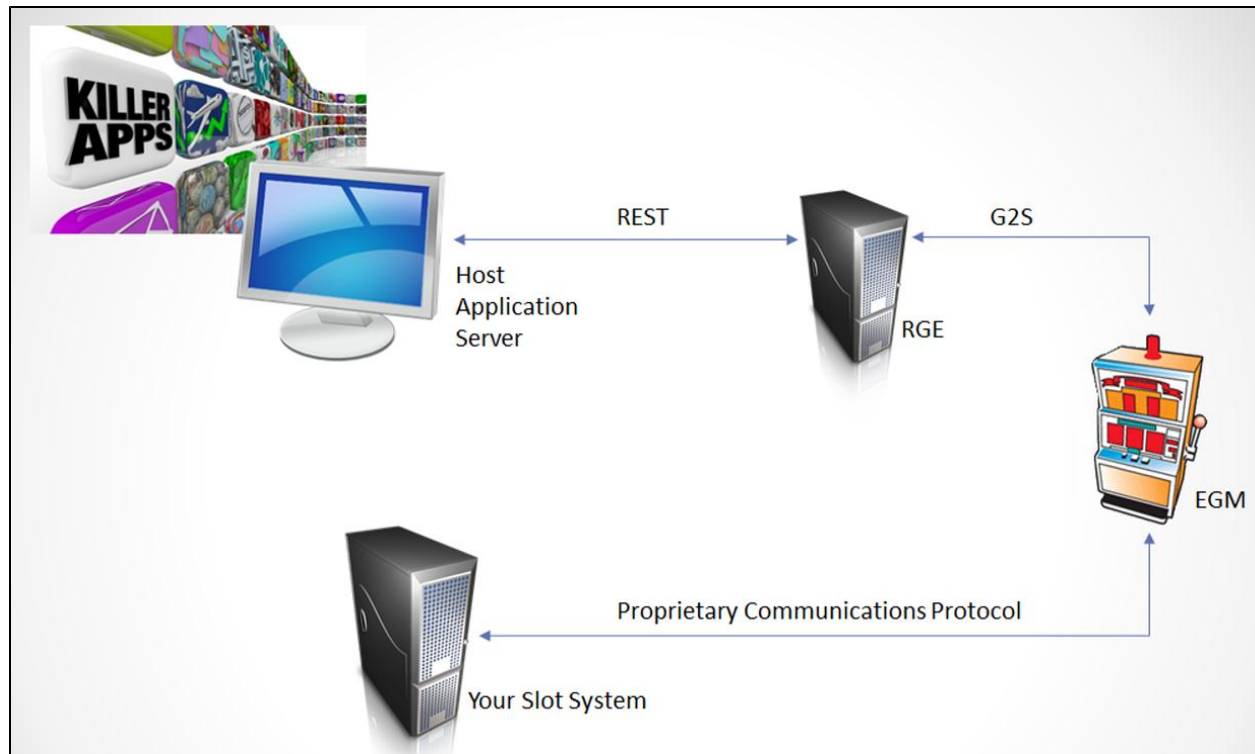 KILLER
APPS
REST
G2S
Host
Application
Server
RGE
EGM
Proprietary Communications Protocol
Your Slot System